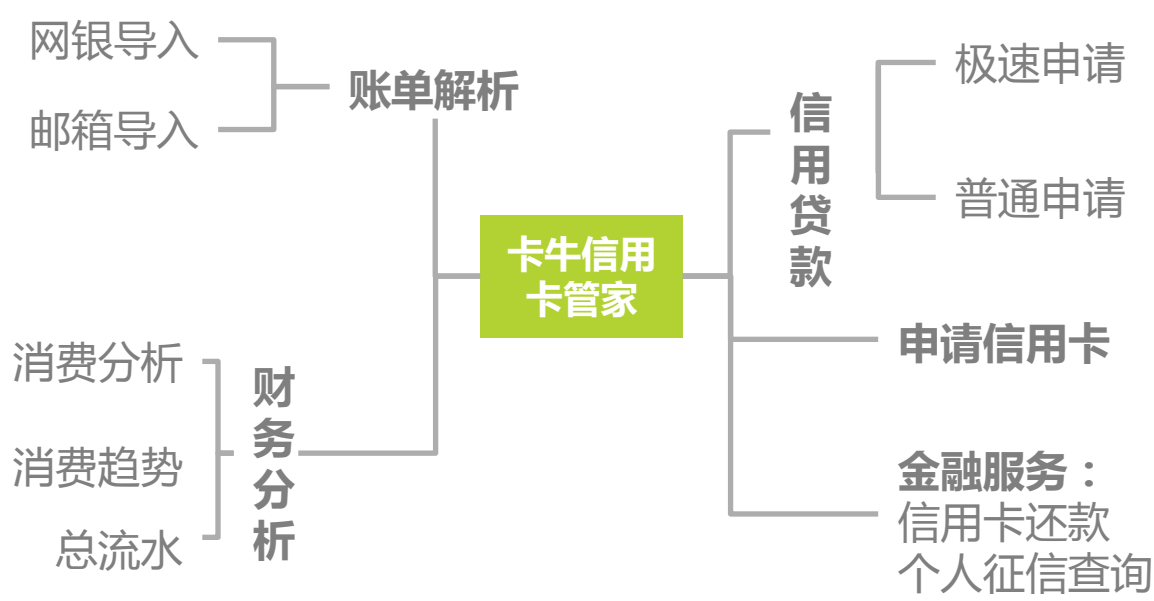 网银导入
邮箱导入
账单解析
消费分析
消费趋势
总流水
财务分析
卡牛信用
卡管家
信用贷款
极速申请
普通申请
申请信用卡
金融服务：
信用卡还款
个人征信查询